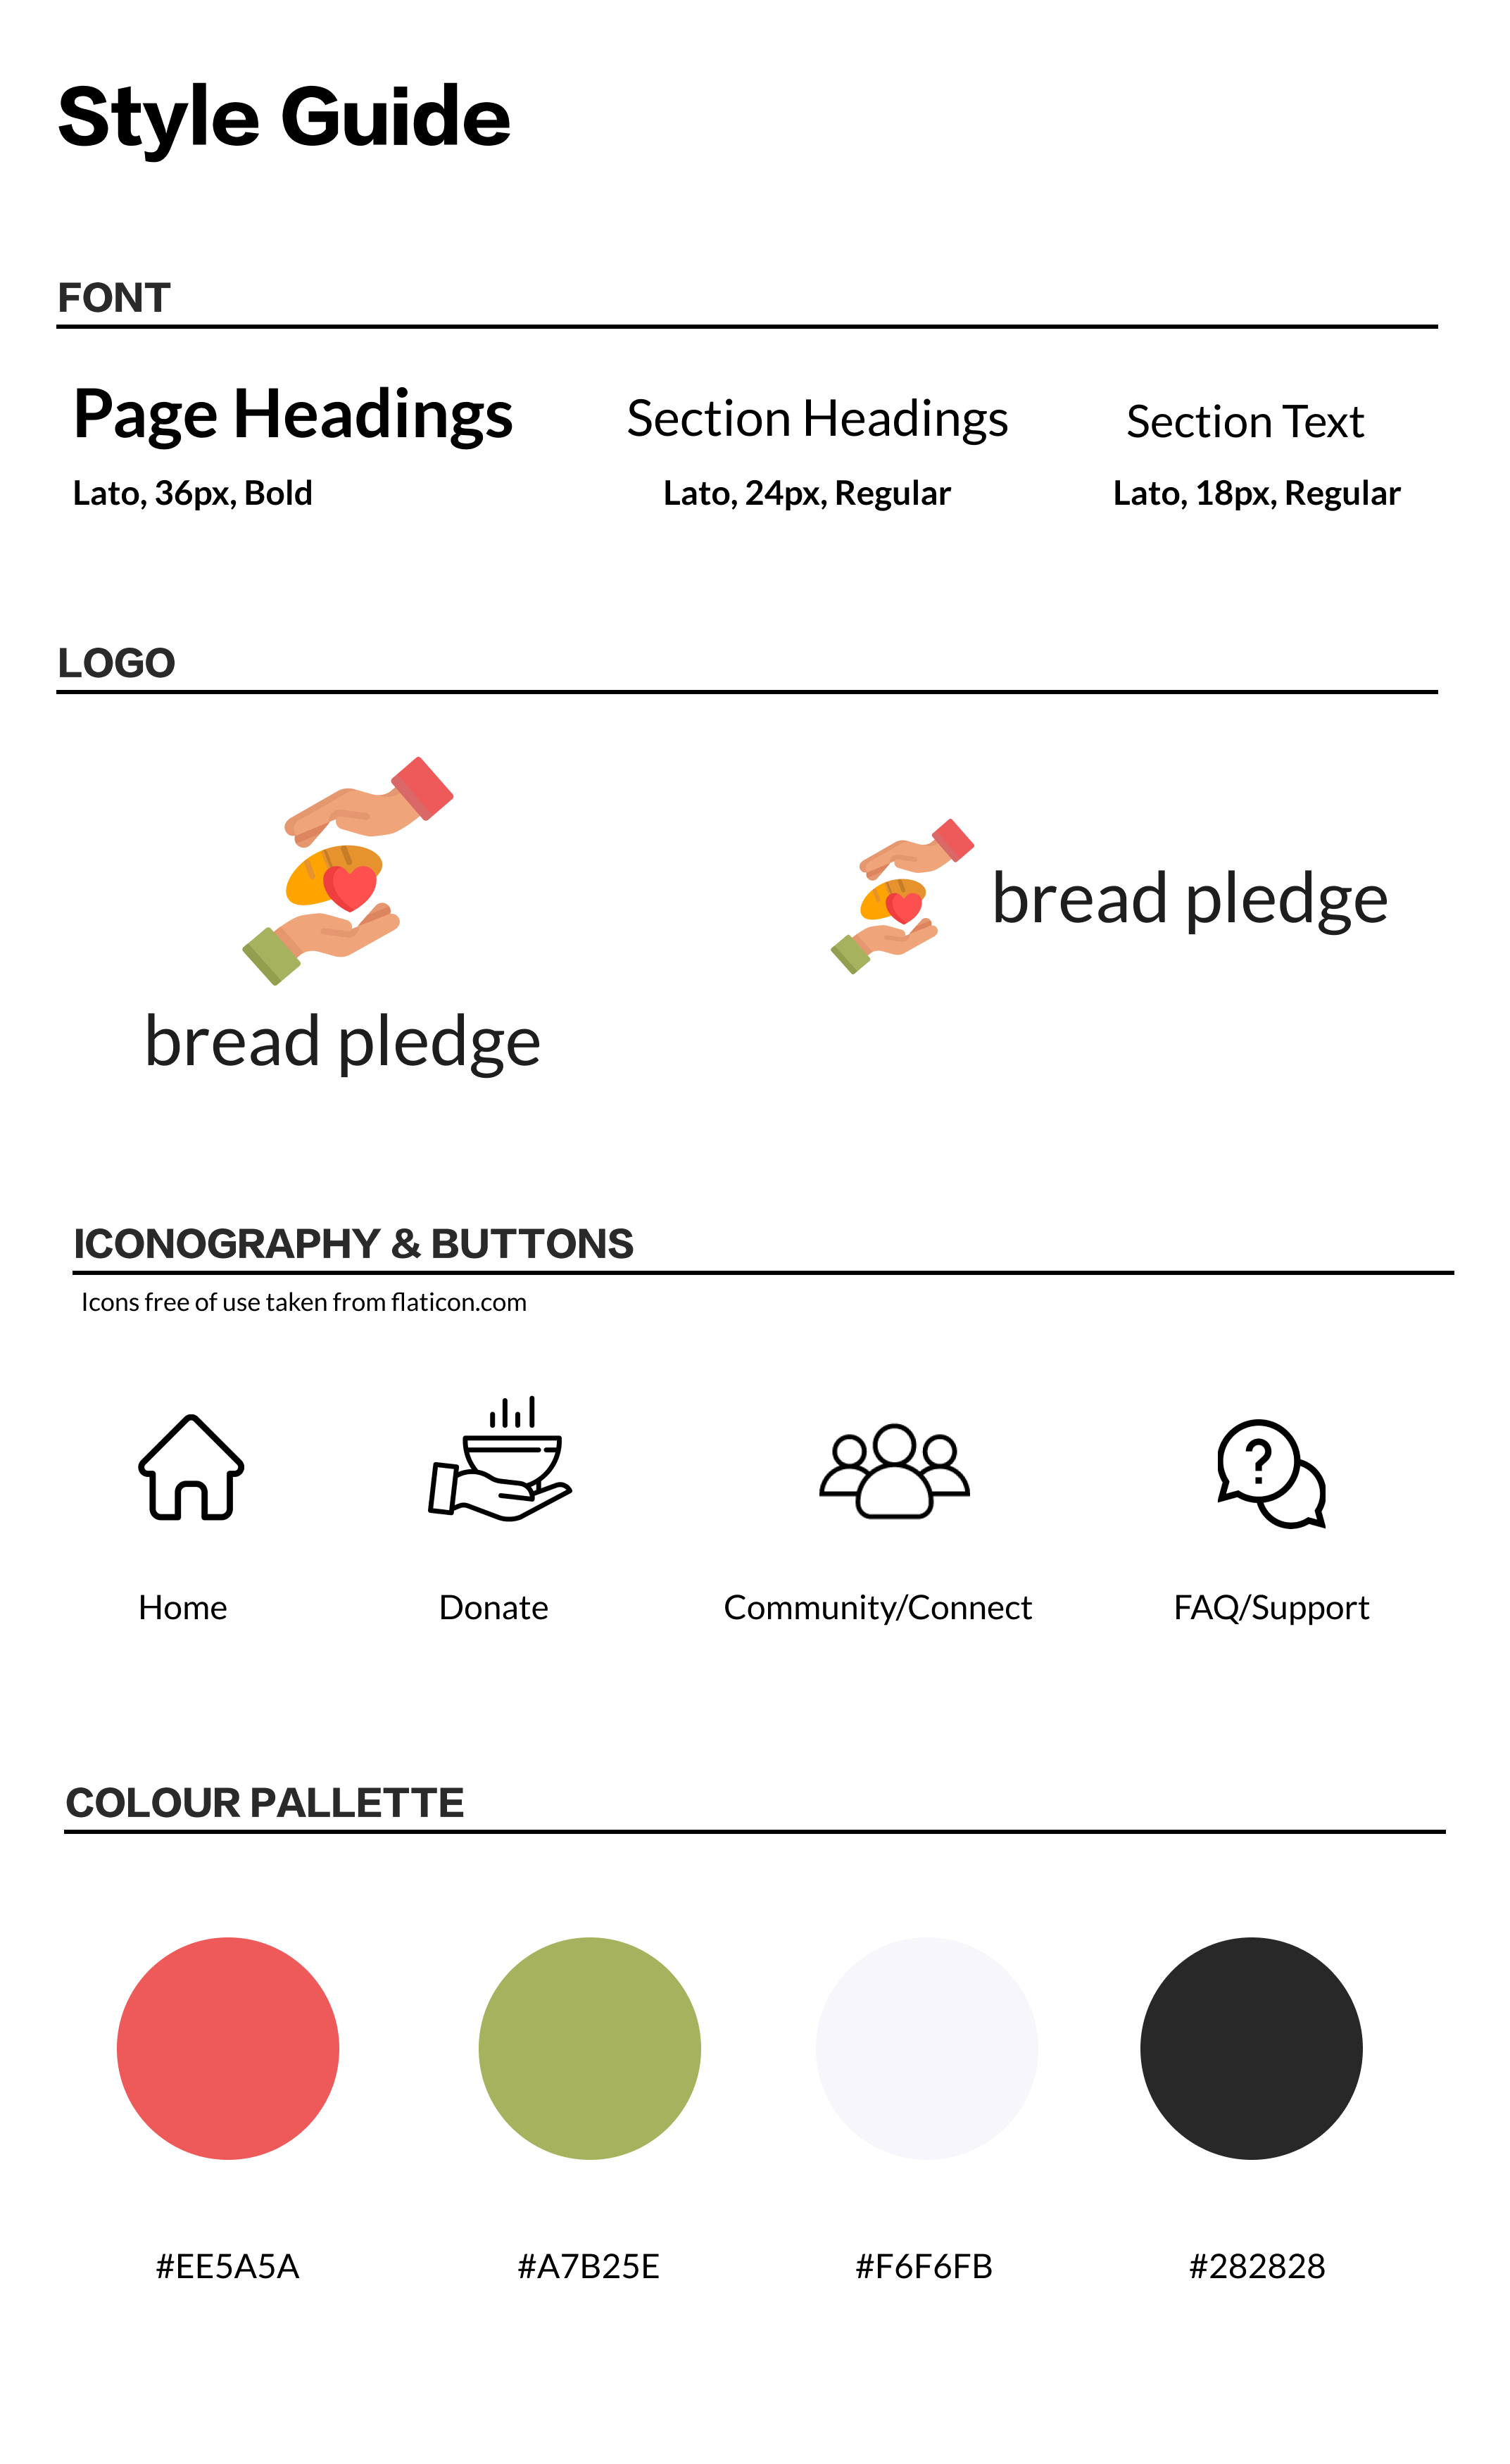 Style Guide
FONT
Page Headings
Section Headings
Section Text
Lato, 36px, Bold
Lato, 24px, Regular
Lato, 18px, Regular
LOGO
bread pledge
bread pledge
ICONOGRAPHY & BUTTONS
Icons free of use taken from flaticon.com
?
Home
Donate
Community/Connect
FAQ/Support
COLOUR PALLETTE
#EE5A5A
#A7B25E
#F6F6FB
#282828